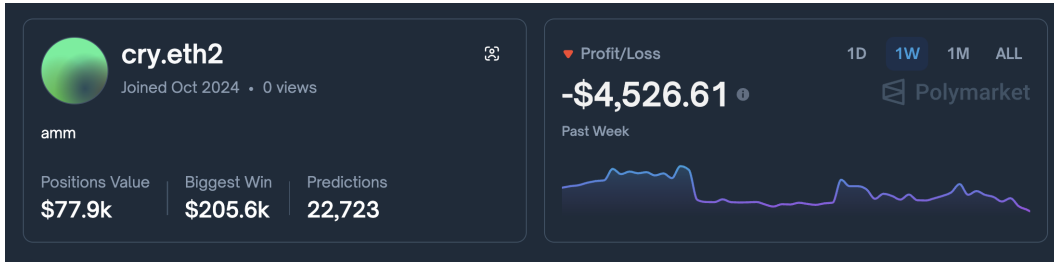 cry.eth2
Joined Oct 2024 • 0 views
amm
Positions Value
$77.9k
Biggest Win
$205.6k
Predictions
22,723
Profit/Loss
1D 1W 1M ALL
-$4,526.61
Polymarket
Past Week